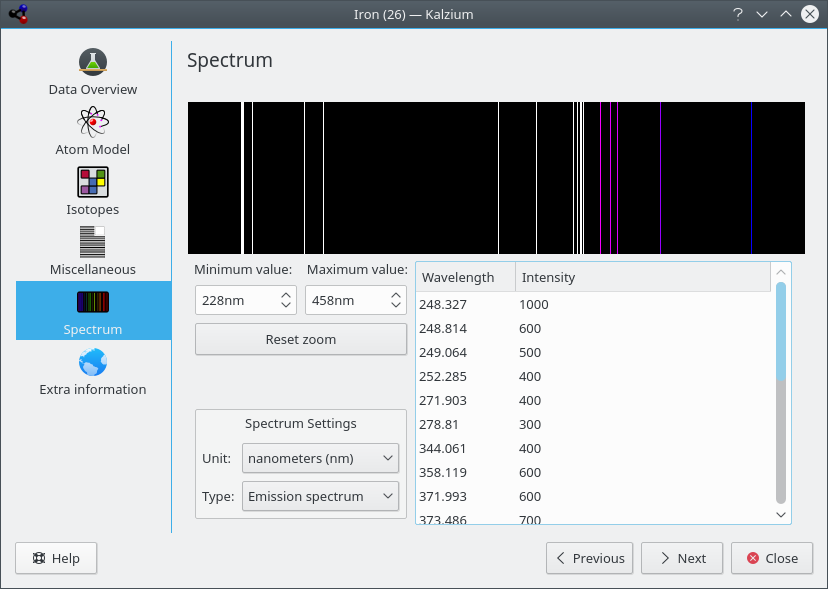 Iron (26) — Kalzium
Data Overview
Atom Model
Isotopes
Miscellaneous
Spectrum
Extra information
Spectrum
Minimum value: Maximum value:
228nm 458nm
Reset zoom
Spectrum Settings
Unit: nanometers (nm)
Type: Emission spectrum
Wavelength Intensity
248.327 1000
248.814 600
249.064 500
252.285 400
271.903 400
278.81 300
344.061 400
358.119 600
371.993 600
373.486 700
Help Previous Next Close